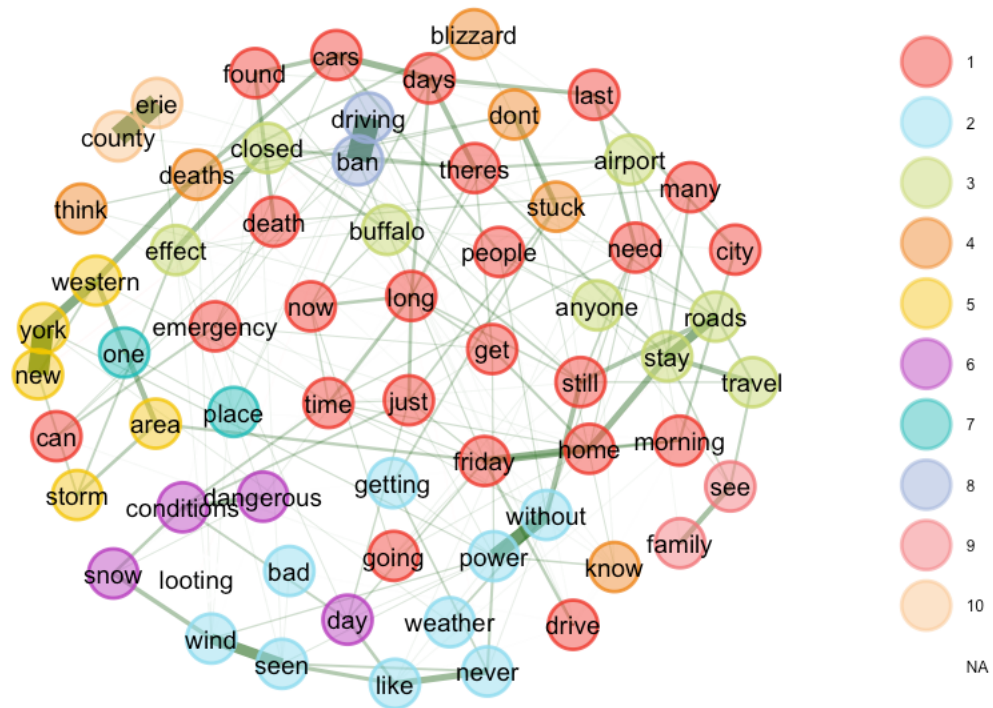 blizzard
cars
found
days
last
erie
driving
dont
county
closed
ban
airport
deaths
theres
many
think
death
stuck
buffalo
effect
people
need
city
western
now
long
anyone
roads
york
emergency
one
get
stay
new
still
travel
place
time
just
can
area
friday
home
morning
storm
conditions
dangerous
getting
without
see
snow
looting
bad
going
power
know
family
wind
day
weather
drive
seen
like
never
1
2
3
4
5
6
7
8
9
10
NA